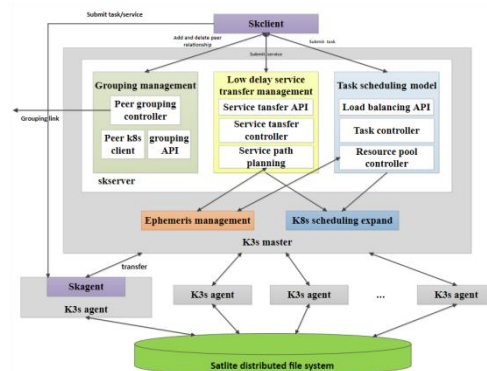 Submit task/service
Skclient
Add and delete peer
relationship
Submit service
Submit task
Grouping management
Peer grouping
controller
Peer k8s
client
grouping
API
skserver
Low delay service
transfer management
Service tansfer API
Service tansfer
controller
Service path
planning
Task scheduling model
Load balancing API
Task controller
Resource pool
controller
Grouping link
Ephemeris management
K8s scheduling expand
K3s master
transfer
Skagent
K3s agent
K3s agent
K3s agent
...
K3s agent
Satlite distributed file system